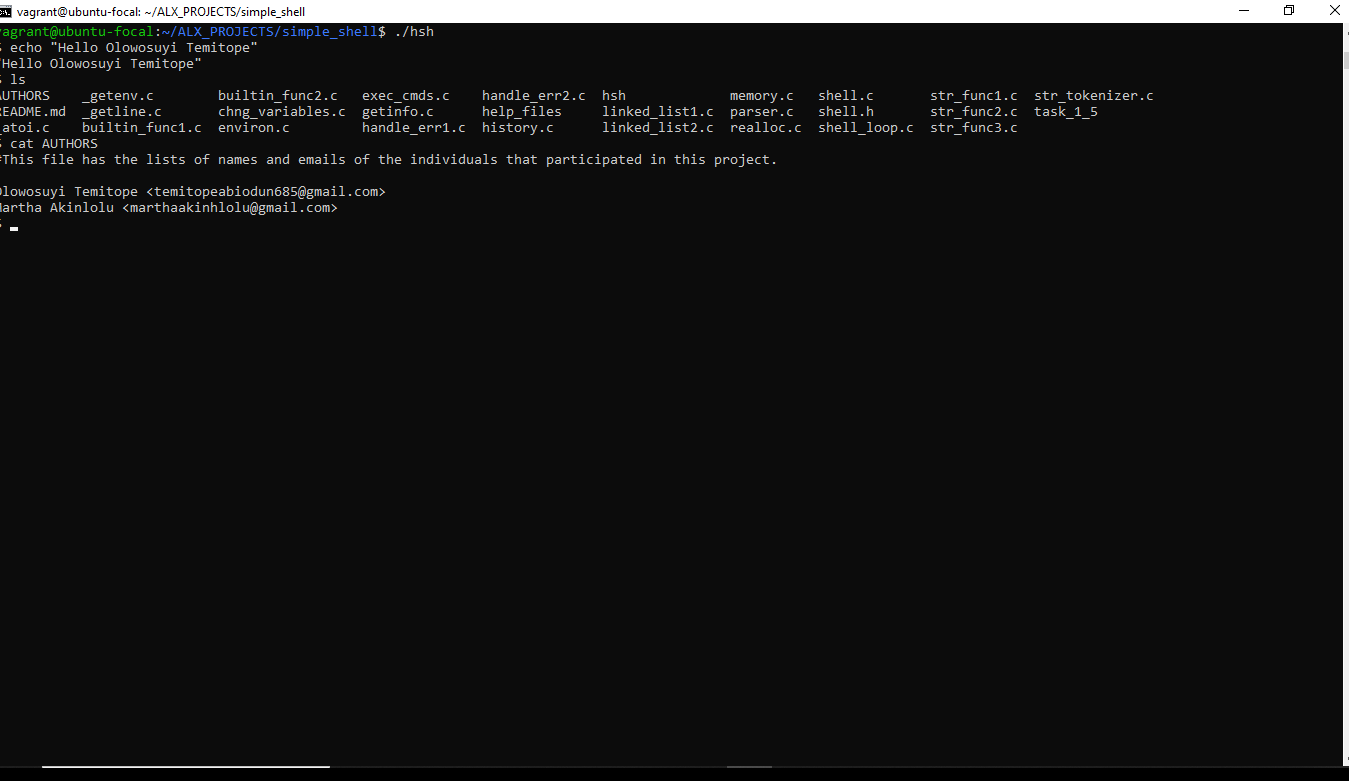 vagrant@ubuntu-focal: ~/ALX_PROJECTS/simple_shell
vagrant@ubuntu-focal:~/ALX_PROJECTS/simple_shell$ ./hsh
$ echo "Hello Olowosuyi Temitope"
"Hello Olowosuyi Temitope"
$ ls
AUTHORS _getenv.c builtin_func2.c exec_cmds.c handle_err2.c hsh memory.c shell.c str_func1.c str_tokenizer.c
README.md _getline.c chng_variables.c getinfo.c help_files linked_list1.c parser.c shell.h str_func2.c task_1_5
_atoi.c builtin_func1.c environ.c handle_err1.c history.c linked_list2.c realloc.c shell_loop.c str_func3.c
$ cat AUTHORS
#This file has the lists of names and emails of the individuals that participated in this project.
Olowosuyi Temitope <temitopeabiodun685@gmail.com>
Martha Akinlolu <marthaakinhlolu@gmail.com>
$